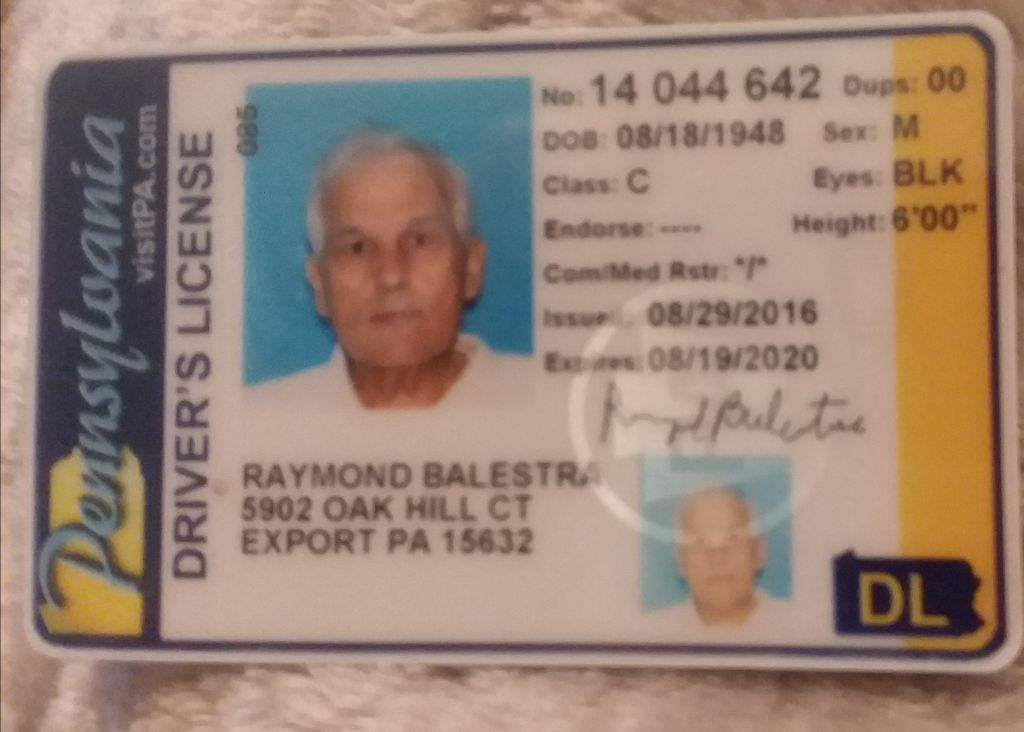 Pennsylvania
visitPA.com
DRIVER'S LICENSE
085
No: 14 044 642 Dups: 00
DOB: 08/18/1948 Sex: M
Class: C Eyes: BLK
Endorse: ---- Height: 6'00"
Com/Med Rstr: */*
Issued: 08/29/2016
Expires: 08/19/2020
Raymond Balestra
RAYMOND BALESTRA
5902 OAK HILL CT
EXPORT PA 15632
DL